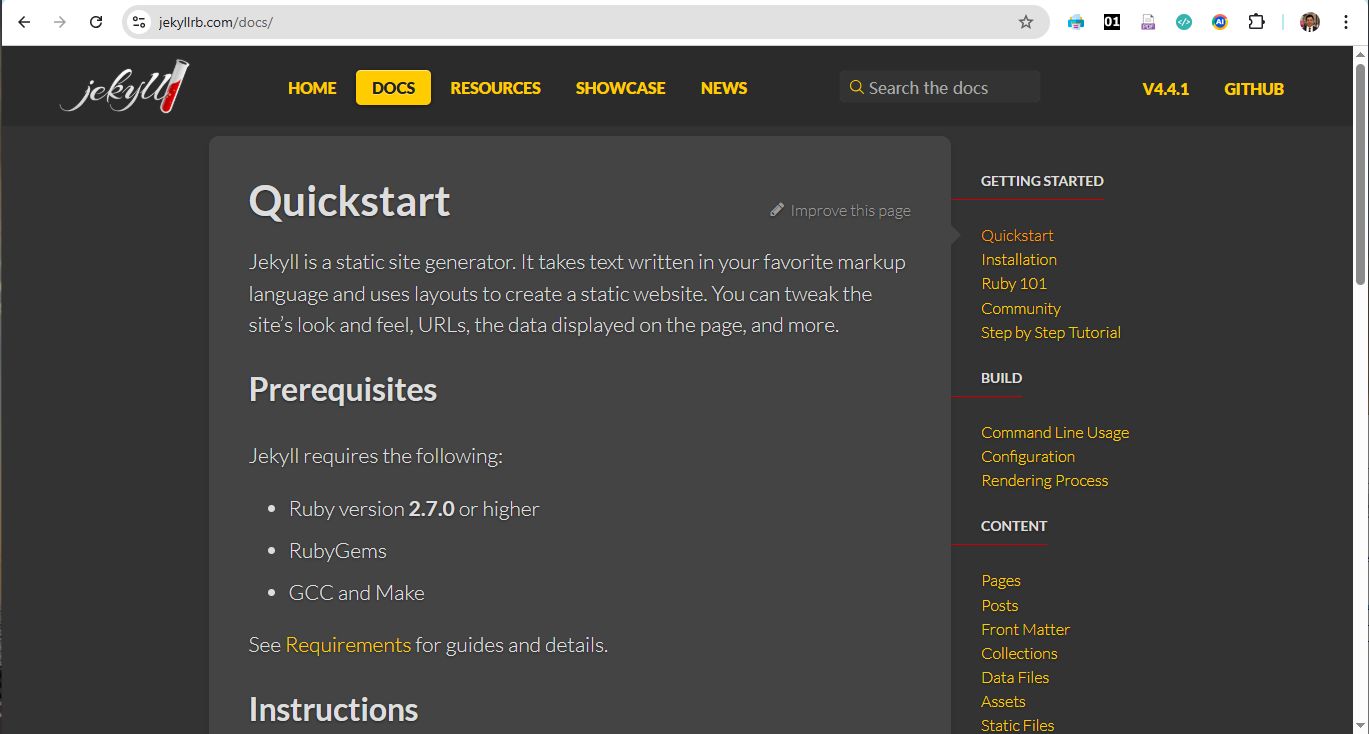 jekyllrb.com/docs/
01
PDF
AI
jekyll
HOME
DOCS
RESOURCES
SHOWCASE
NEWS
Search the docs
V4.4.1
GITHUB
Quickstart
Improve this page
Jekyll is a static site generator. It takes text written in your favorite markup
language and uses layouts to create a static website. You can tweak the
site’s look and feel, URLs, the data displayed on the page, and more.
Prerequisites
Jekyll requires the following:
Ruby version 2.7.0 or higher
RubyGems
GCC and Make
See Requirements for guides and details.
Instructions
GETTING STARTED
Quickstart
Installation
Ruby 101
Community
Step by Step Tutorial
BUILD
Command Line Usage
Configuration
Rendering Process
CONTENT
Pages
Posts
Front Matter
Collections
Data Files
Assets
Static Files